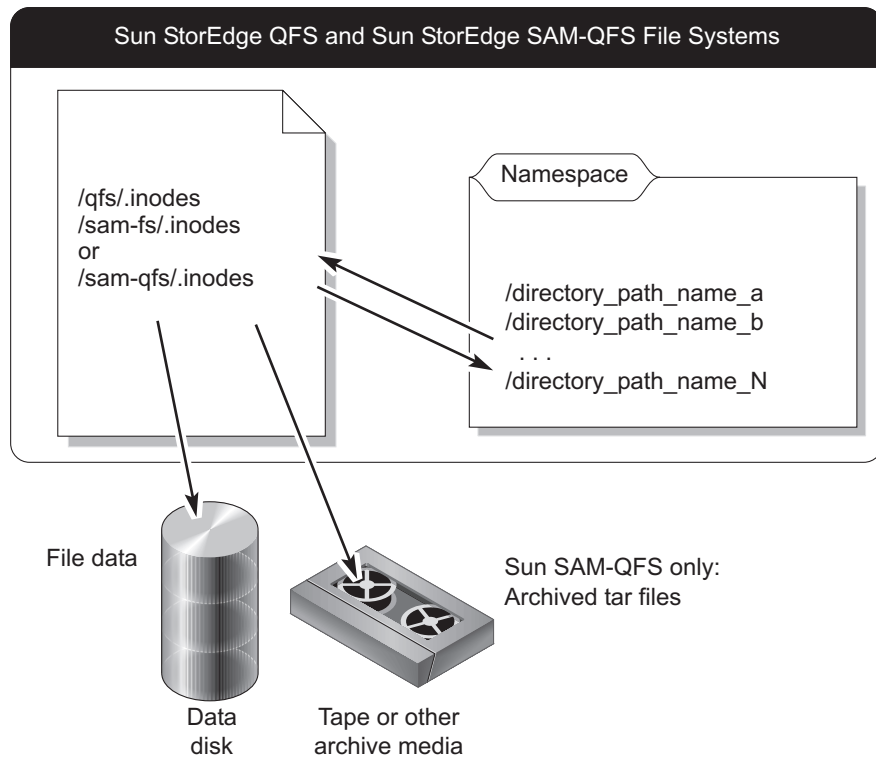 Sun StorEdge QFS and Sun StorEdge SAM-QFS File Systems
/qfs/.inodes
/sam-fs/.inodes
or
/sam-qfs/.inodes
Namespace
/directory_path_name_a
/directory_path_name_b
. . .
/directory_path_name_N
File data
Sun SAM-QFS only:
Archived tar files
Data
disk
Tape or other
archive media